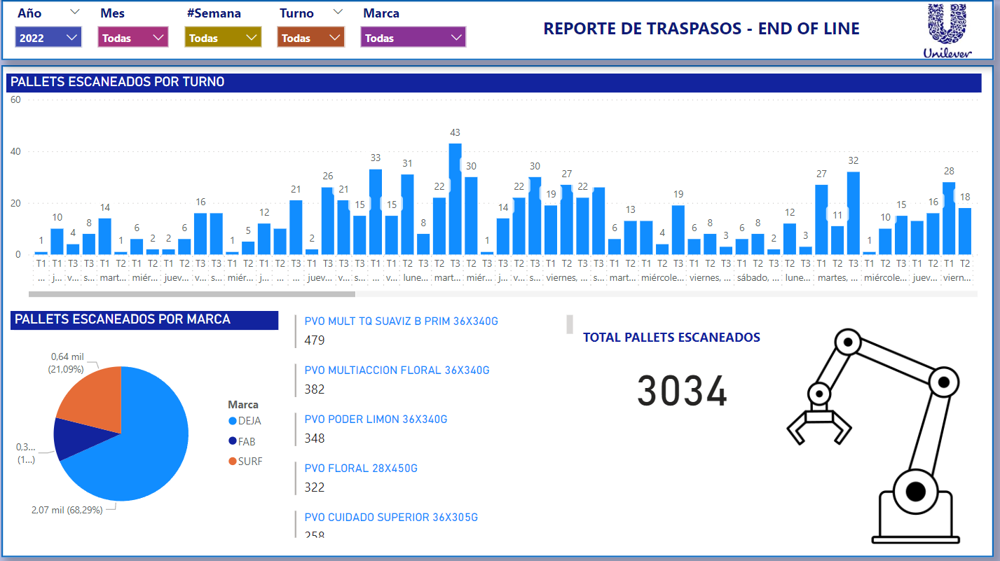 Año Mes #Semana Turno Marca
2022 Todas Todas Todas Todas
REPORTE DE TRASPASOS - END OF LINE
Unilever
PALLETS ESCANEADOS POR TURNO
60
40
20
0
1 10 4 8 14 1 6 2 2 6 16 1 5 12 21 2 26 21 15 33 15 31 8 22 43 30 1 14 22 30 19 27 22 6 13 4 19 6 8 3 6 8 2 12 3 27 11 32 1 10 15 16 28 18
T1 T1 T3 T3 T1 T2 T1 T2 T1 T2 T3 T3 T1 T2 T1 T2 T3 T1 T3 T3 T3 T1 T1 T2 T3 T2 T3 T2 T3 T3 T2 T3 T1 T2 T3 T3 T1 T2 T1 T2 T3 T1 T2 T3 T1 T2 T3 T1 T3 T1 T2 T3 T1 T2 T3 T1 T2 T1 T2
... j... v... s... mart... miér... juev... v... s... miér... j... ... ... juev... v... s... ... v... lune... mart... miér... j... v... s... viernes, ... s... mart... miércole... viernes, ... sábado, ... lune... martes, ... miércole... juev... viern...
PALLETS ESCANEADOS POR MARCA
0,64 mil
(21,09%)
0,3...
(1...)
2,07 mil (68,29%)
Marca
DEJA
FAB
SURF
PVO MULT TQ SUAVIZ B PRIM 36X340G
479
PVO MULTIACCION FLORAL 36X340G
382
PVO PODER LIMON 36X340G
348
PVO FLORAL 28X450G
322
PVO CUIDADO SUPERIOR 36X305G
258
TOTAL PALLETS ESCANEADOS
3034